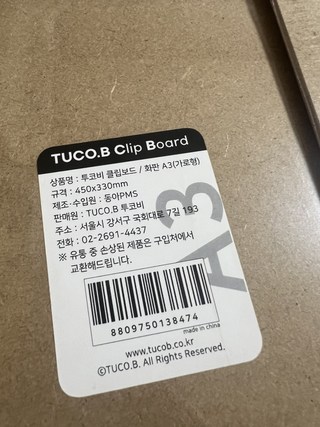 TUCO.B Clip Board
상품명 : 투코비 클립보드 / 화판 A3(가로형)
규격 : 450x330mm
제조·수입원 : 동아PMS
판매원 : TUCO.B 투코비
주소 : 서울시 강서구 국회대로 7길 193
전화 : 02-2691-4437
※ 유통 중 손상된 제품은 구입처에서
교환해드립니다.
A3
8809750138474
made in china
www.tucob.co.kr
©TUCO.B. All Rights Reserved.